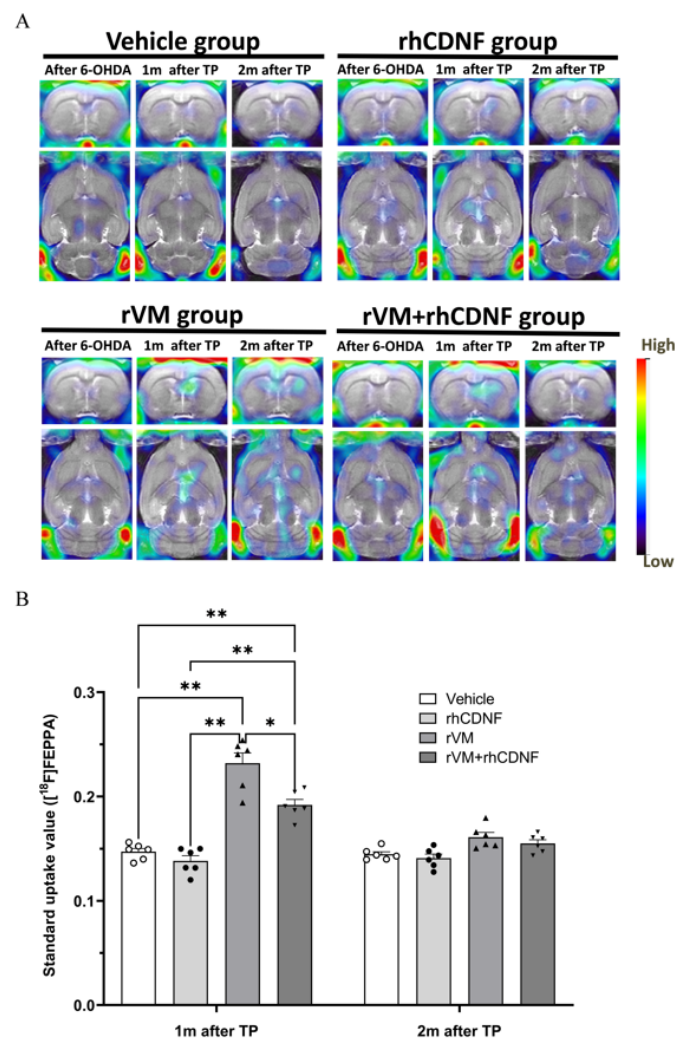 A
Vehicle group
rhCDNF group
After 6-OHDA 1m after TP 2m after TP
After 6-OHDA 1m after TP 2m after TP
rVM group
rVM+rhCDNF group
After 6-OHDA 1m after TP 2m after TP
After 6-OHDA 1m after TP 2m after TP
High
Low
B
**
**
**
** *
Standard uptake value ([¹⁸F]FEPPA)
0.3
0.2
0.1
0.0
Vehicle
rhCDNF
rVM
rVM+rhCDNF
1m after TP
2m after TP